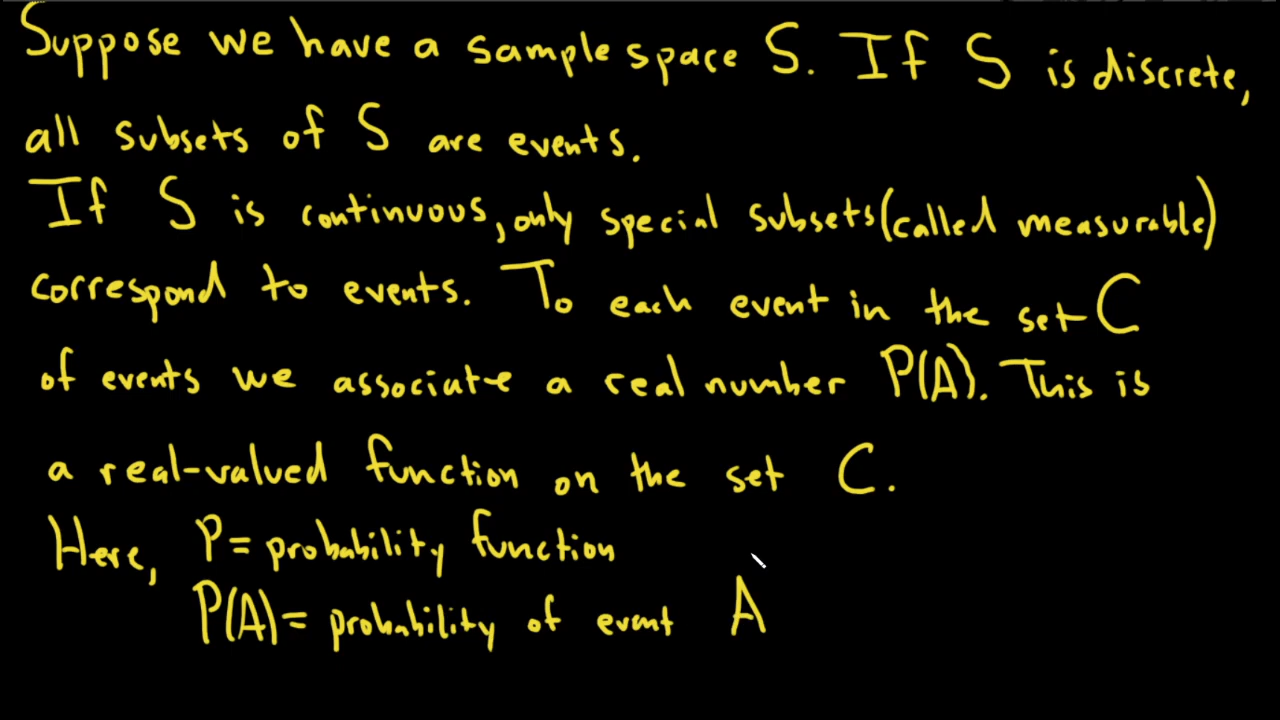 Suppose we have a sample space S. If S is discrete,
all subsets of S are events.
If S is continuous, only special subsets (called measurable)
correspond to events. To each event in the set C
of events we associate a real number P(A). This is
a real-valued function on the set C.
Here, P = probability function
P(A) = probability of event A